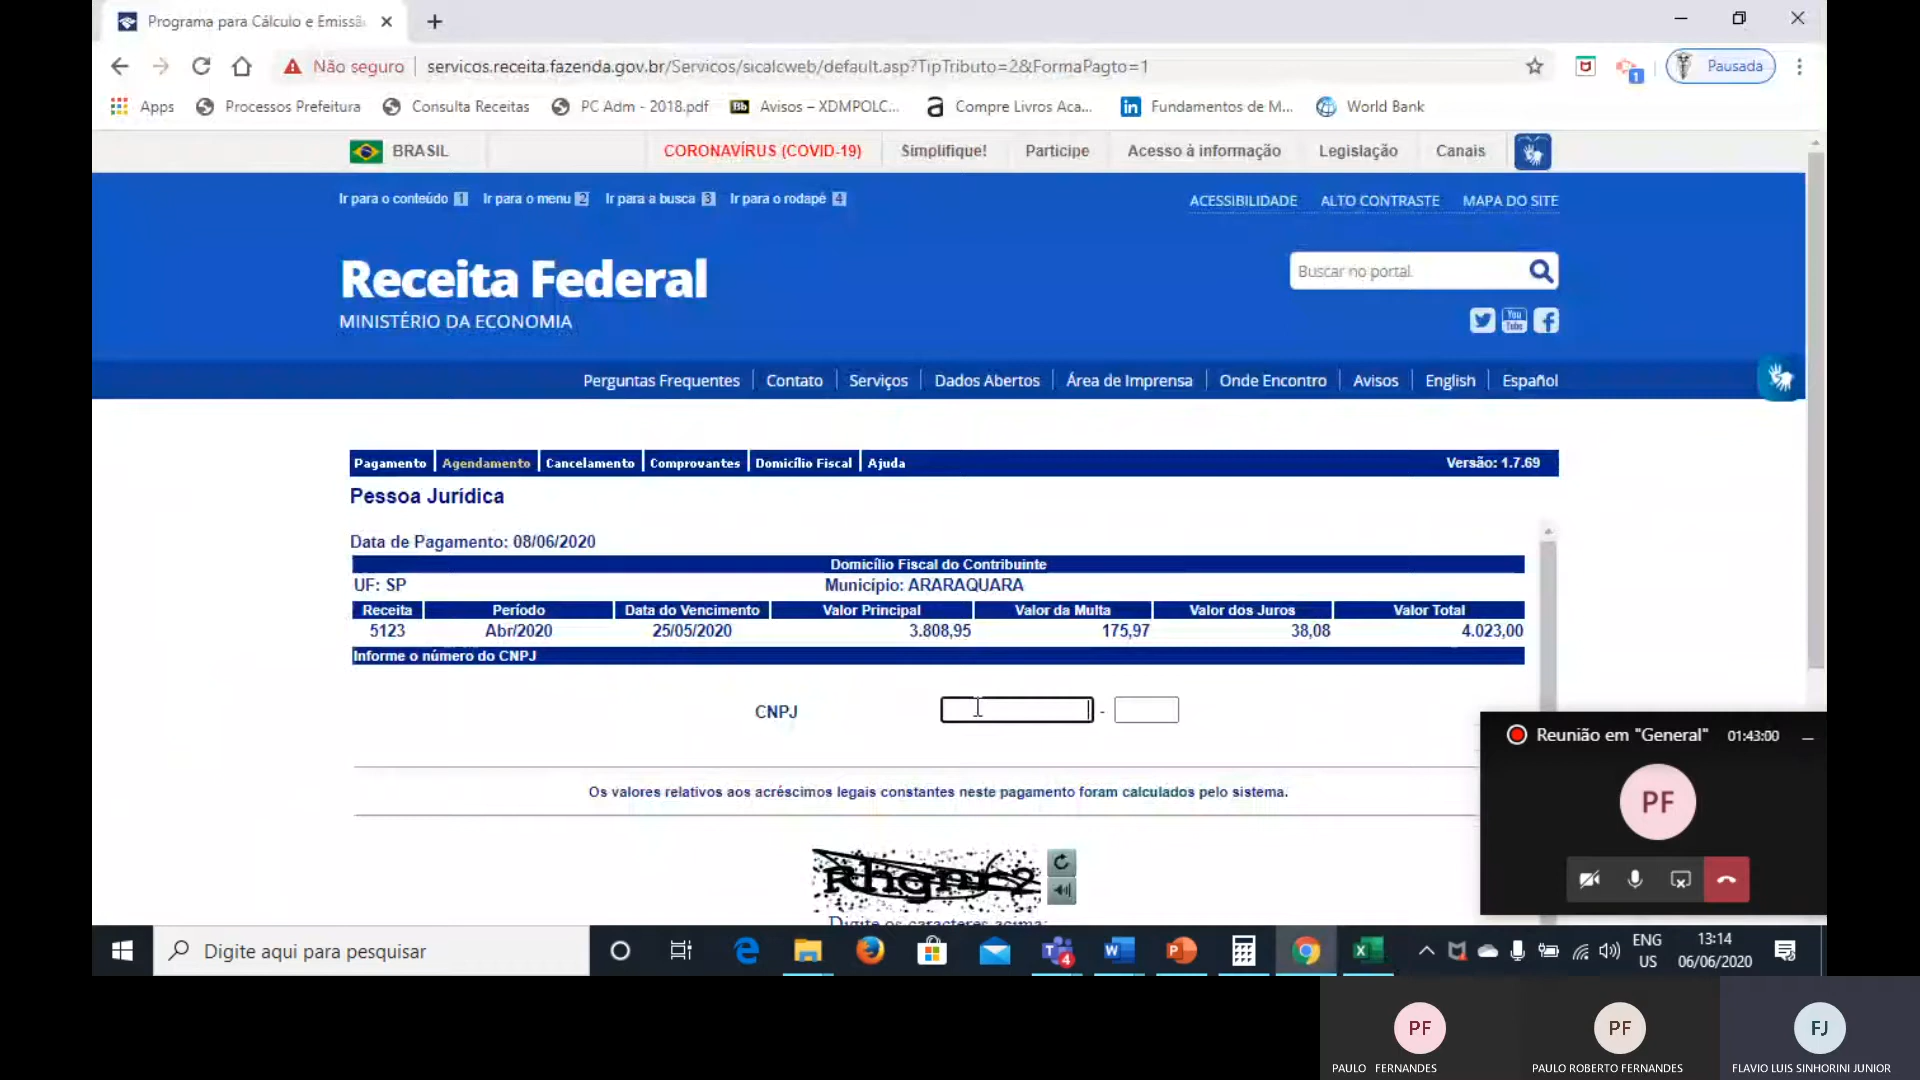 Programa para Cálculo e Emissã
Não seguro
servicos.receita.fazenda.gov.br/Servicos/sicalcweb/default.asp?TipTributo=2&FormaPagto=1
1
Pausada
Apps
Processos Prefeitura
Consulta Receitas
PC Adm - 2018.pdf
Bb
Avisos – XDMPOLC...
a
Compre Livros Aca...
in
Fundamentos de M...
World Bank
BRASIL
CORONAVÍRUS (COVID-19)
Simplifique!
Participe
Acesso à informação
Legislação
Canais
Ir para o conteúdo 1
Ir para o menu 2
Ir para a busca 3
Ir para o rodapé 4
ACESSIBILIDADE
ALTO CONTRASTE
MAPA DO SITE
Receita Federal
MINISTÉRIO DA ECONOMIA
Buscar no portal
You Tube
Perguntas Frequentes
Contato
Serviços
Dados Abertos
Área de Imprensa
Onde Encontro
Avisos
English
Español
Pagamento
Agendamento
Cancelamento
Comprovantes
Domicílio Fiscal
Ajuda
Versão: 1.7.69
Pessoa Jurídica
Data de Pagamento: 08/06/2020
Domicílio Fiscal do Contribuinte
UF: SP Município: ARARAQUARA
Receita Período Data do Vencimento Valor Principal Valor da Multa Valor dos Juros Valor Total
5123 Abr/2020 25/05/2020 3.808,95 175,97 38,08 4.023,00
Informe o número do CNPJ
CNPJ -
Os valores relativos aos acréscimos legais constantes neste pagamento foram calculados pelo sistema.
Digite os caracteres acima:
Reunião em "General" 01:43:00
PF
Digite aqui para pesquisar
4
ENG
US
13:14
06/06/2020
PF
PAULO FERNANDES
PF
PAULO ROBERTO FERNANDES
FJ
FLAVIO LUIS SINHORINI JUNIOR